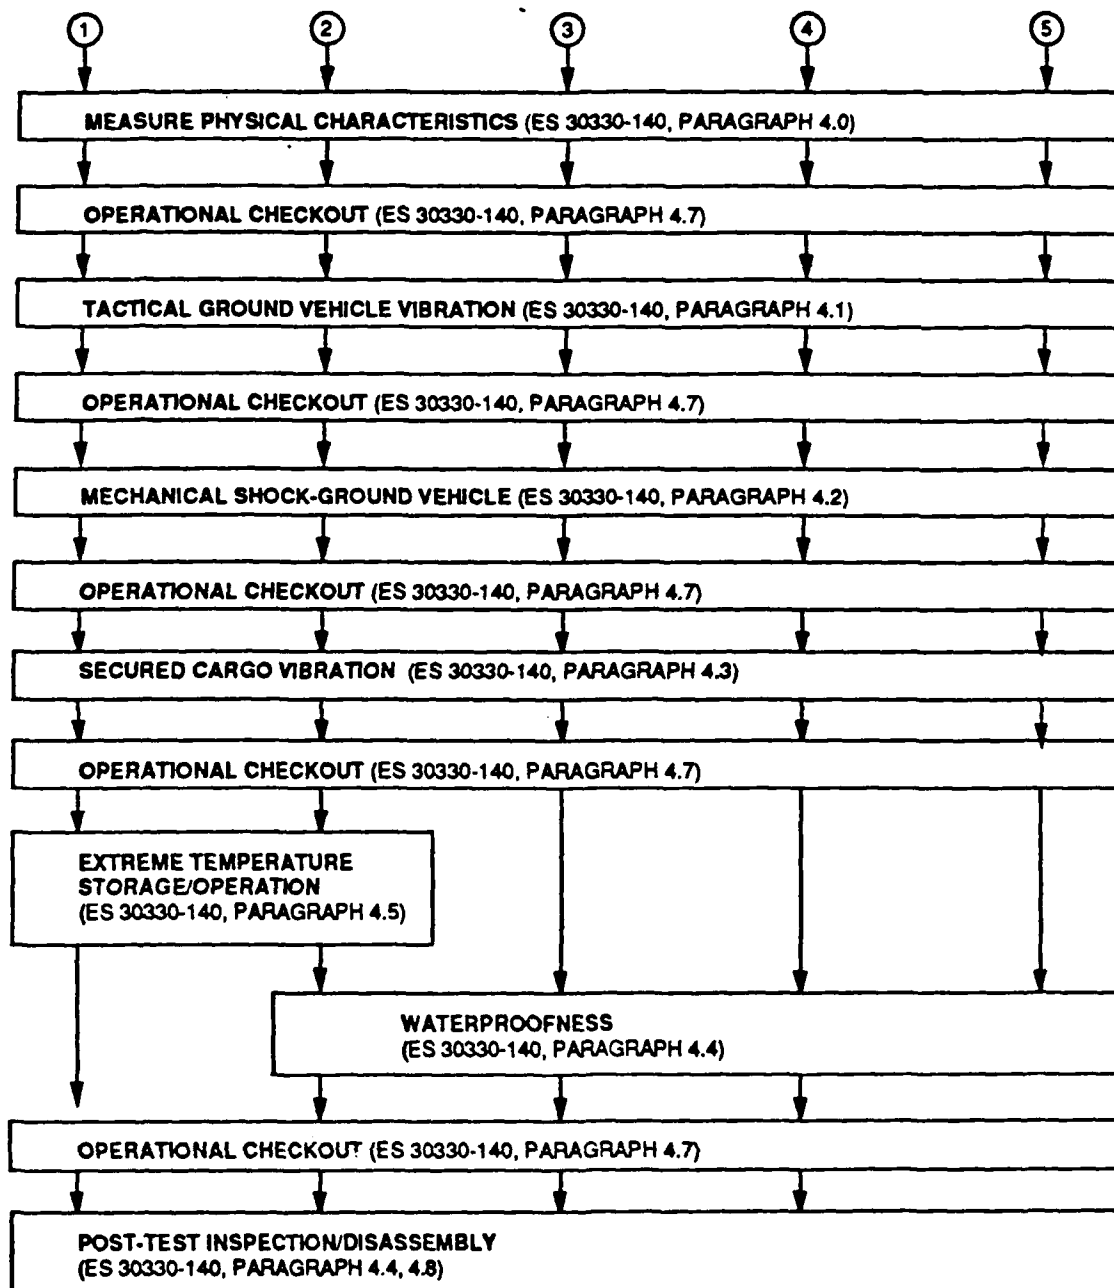 1 2 3 4 5
MEASURE PHYSICAL CHARACTERISTICS (ES 30330-140, PARAGRAPH 4.0)
OPERATIONAL CHECKOUT (ES 30330-140, PARAGRAPH 4.7)
TACTICAL GROUND VEHICLE VIBRATION (ES 30330-140, PARAGRAPH 4.1)
OPERATIONAL CHECKOUT (ES 30330-140, PARAGRAPH 4.7)
MECHANICAL SHOCK-GROUND VEHICLE (ES 30330-140, PARAGRAPH 4.2)
OPERATIONAL CHECKOUT (ES 30330-140, PARAGRAPH 4.7)
SECURED CARGO VIBRATION (ES 30330-140, PARAGRAPH 4.3)
OPERATIONAL CHECKOUT (ES 30330-140, PARAGRAPH 4.7)
EXTREME TEMPERATURE
STORAGE/OPERATION
(ES 30330-140, PARAGRAPH 4.5)
WATERPROOFNESS
(ES 30330-140, PARAGRAPH 4.4)
OPERATIONAL CHECKOUT (ES 30330-140, PARAGRAPH 4.7)
POST-TEST INSPECTION/DISASSEMBLY
(ES 30330-140, PARAGRAPH 4.4, 4.8)